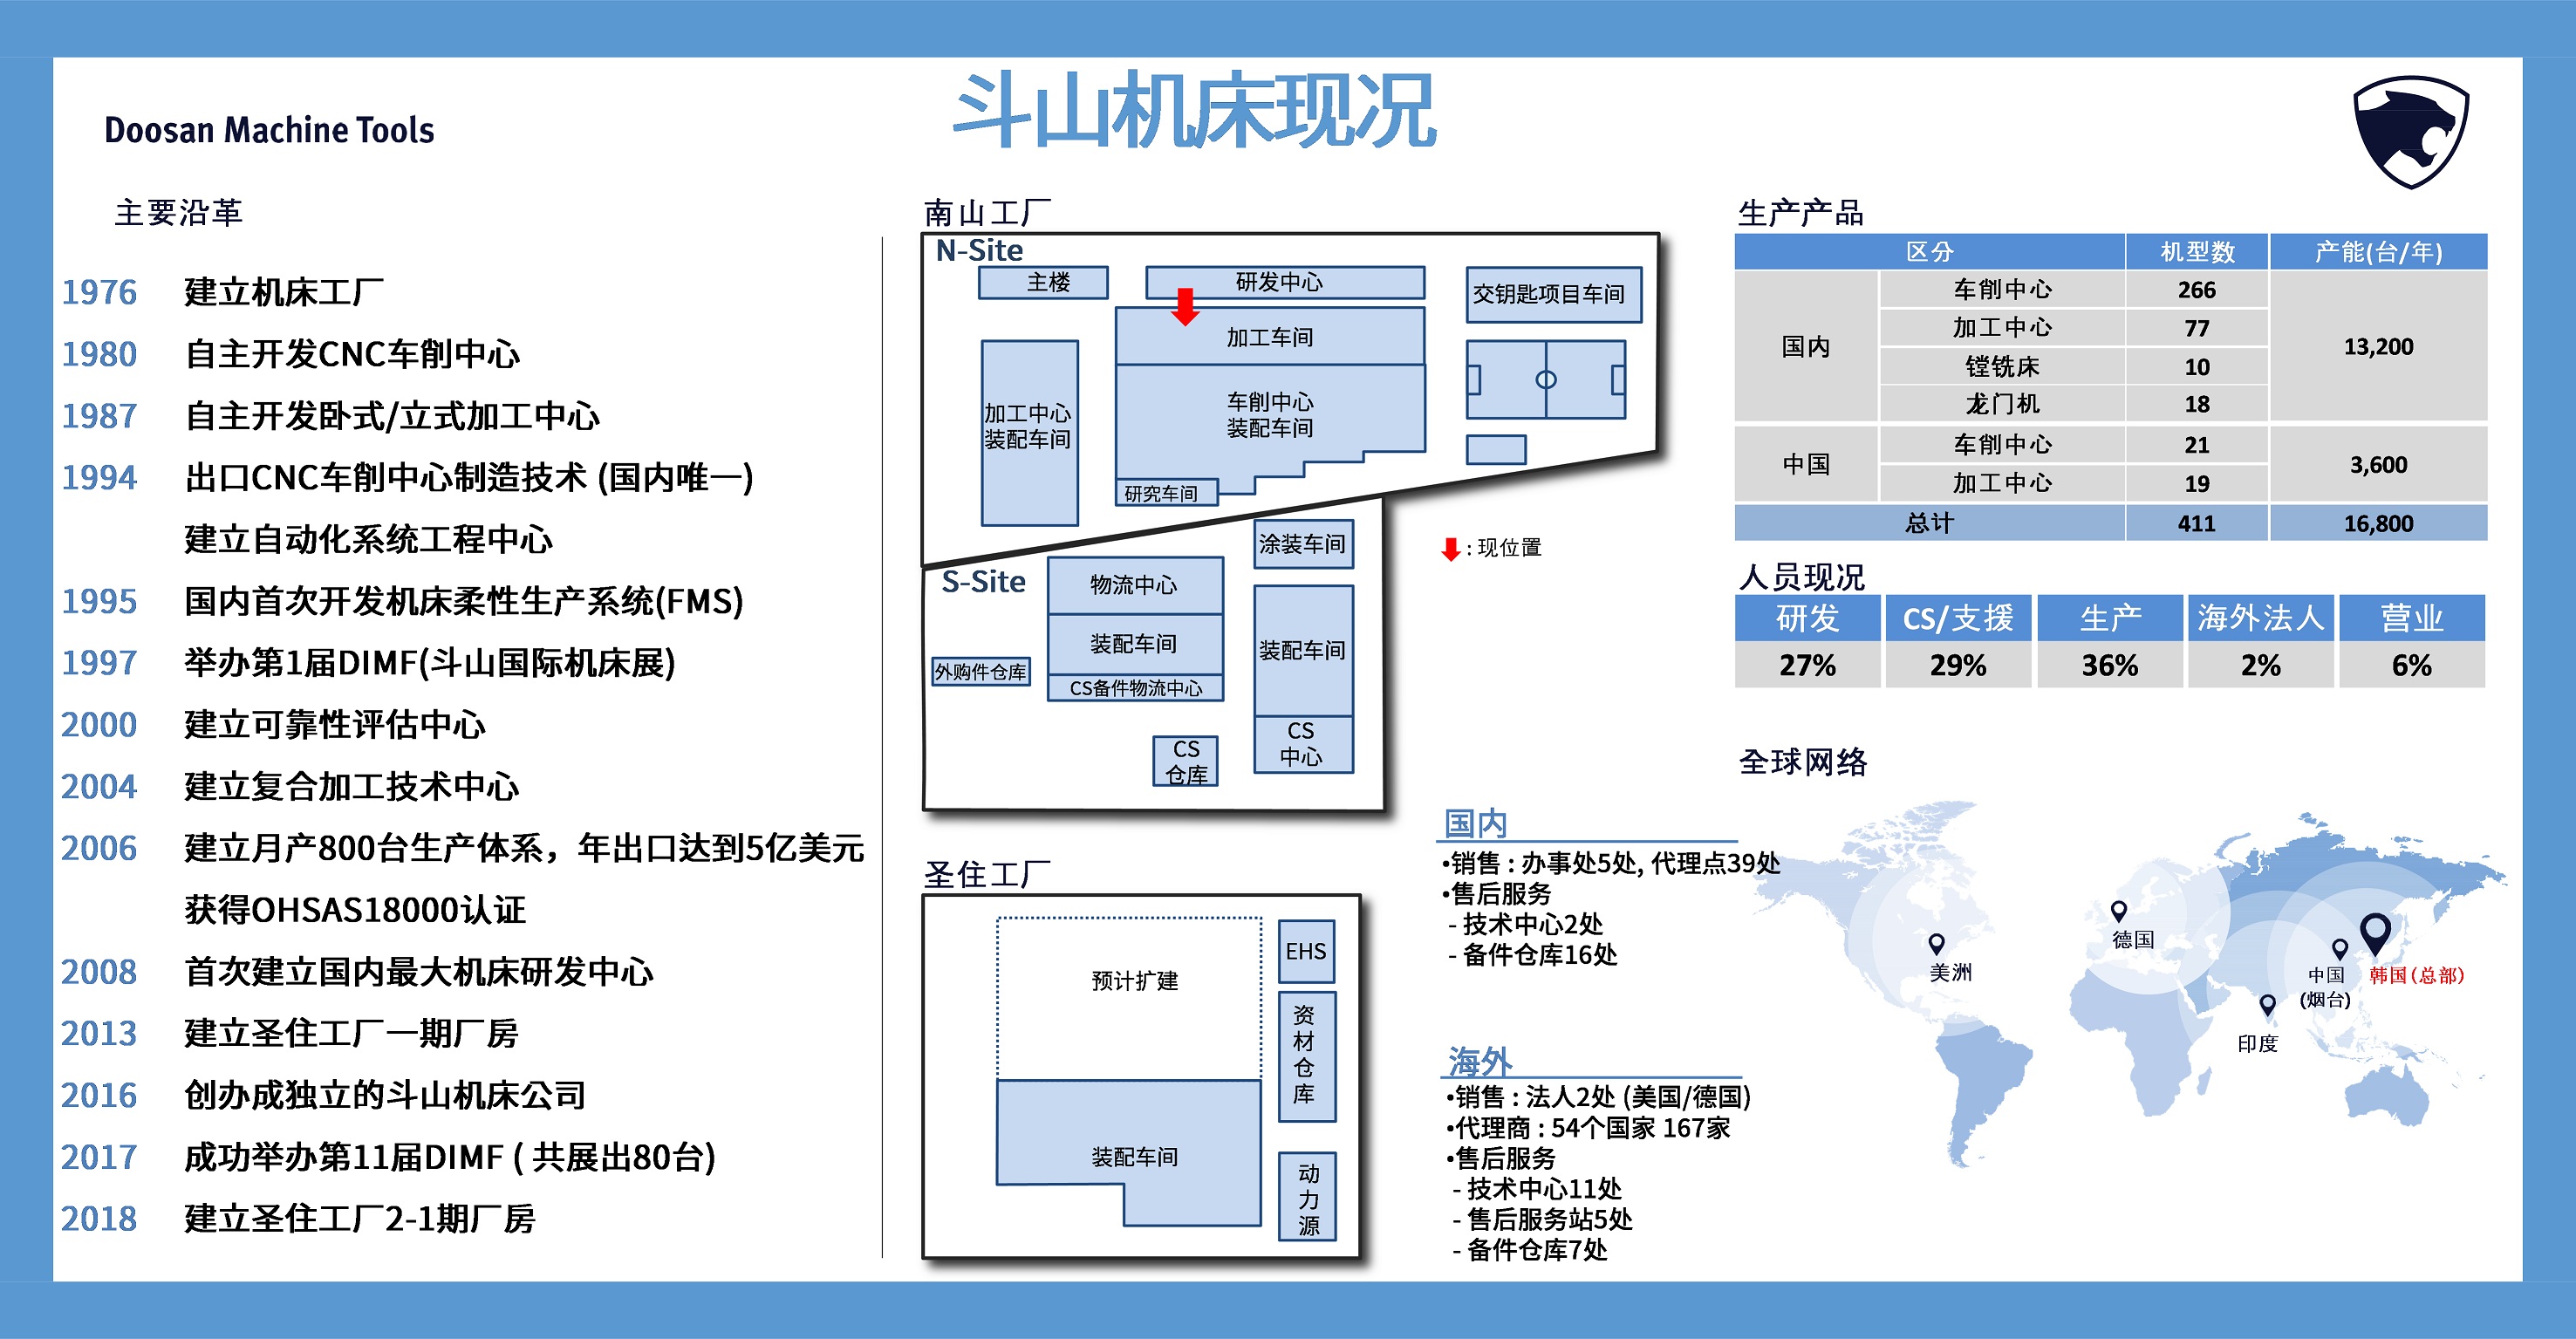 斗山机床现况
Doosan Machine Tools
主要沿革
1976 建立机床工厂
1980 自主开发CNC车削中心
1987 自主开发卧式/立式加工中心
1994 出口CNC车削中心制造技术 (国内唯一)
建立自动化系统工程中心
1995 国内首次开发机床柔性生产系统(FMS)
1997 举办第1届DIMF(斗山国际机床展)
2000 建立可靠性评估中心
2004 建立复合加工技术中心
2006 建立月产800台生产体系，年出口达到5亿美元
获得OHSAS18000认证
2008 首次建立国内最大机床研发中心
2013 建立圣住工厂一期厂房
2016 创办成独立的斗山机床公司
2017 成功举办第11届DIMF ( 共展出80台)
2018 建立圣住工厂2-1期厂房
南山工厂
N-Site
主楼
研发中心
交钥匙项目车间
加工车间
加工中心
装配车间
车削中心
装配车间
研究车间
S-Site
涂装车间
物流中心
装配车间
CS备件物流中心
外购件仓库
装配车间
CS
中心
CS
仓库
: 现位置
圣住工厂
预计扩建
装配车间
EHS
资
材
仓
库
动
力
源
生产产品
区分 机型数 产能(台/年)
国内 车削中心 266 13,200
加工中心 77
镗铣床 10
龙门机 18
中国 车削中心 21 3,600
加工中心 19
总计 411 16,800
人员现况
研发 CS/支援 生产 海外法人 营业
27% 29% 36% 2% 6%
全球网络
国内
•销售 : 办事处5处, 代理点39处
•售后服务
- 技术中心2处
- 备件仓库16处
海外
•销售 : 法人2处 (美国/德国)
•代理商 : 54个国家 167家
•售后服务
- 技术中心11处
- 售后服务站5处
- 备件仓库7处
美洲
德国
中国
(烟台)
韩国(总部)
印度